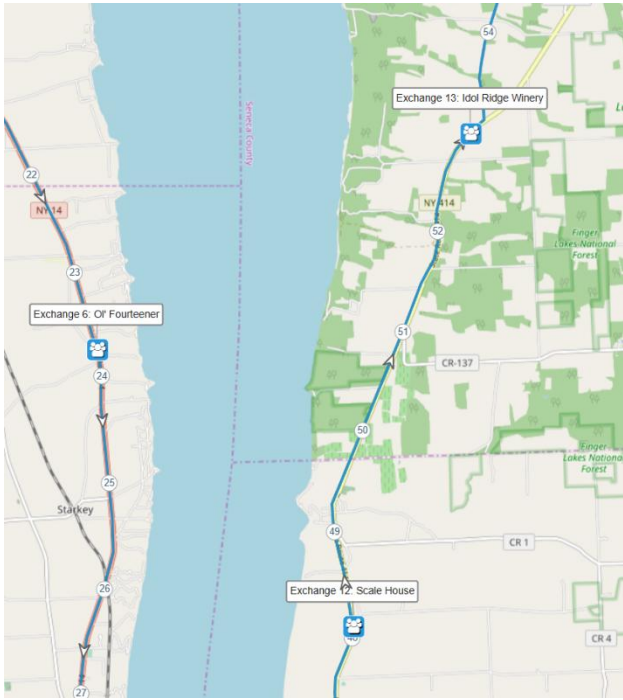 54
Exchange 13: Idol Ridge Winery
Seneca County
22
NY 14
NY 414
52
Finger
Lakes National
Forest
23
Exchange 6: Ol' Fourteener
51
24
CR-137
50
Finger
Lakes National
Forest
25
Starkey
49
CR 1
26
Exchange 12: Scale House
CR 4
27